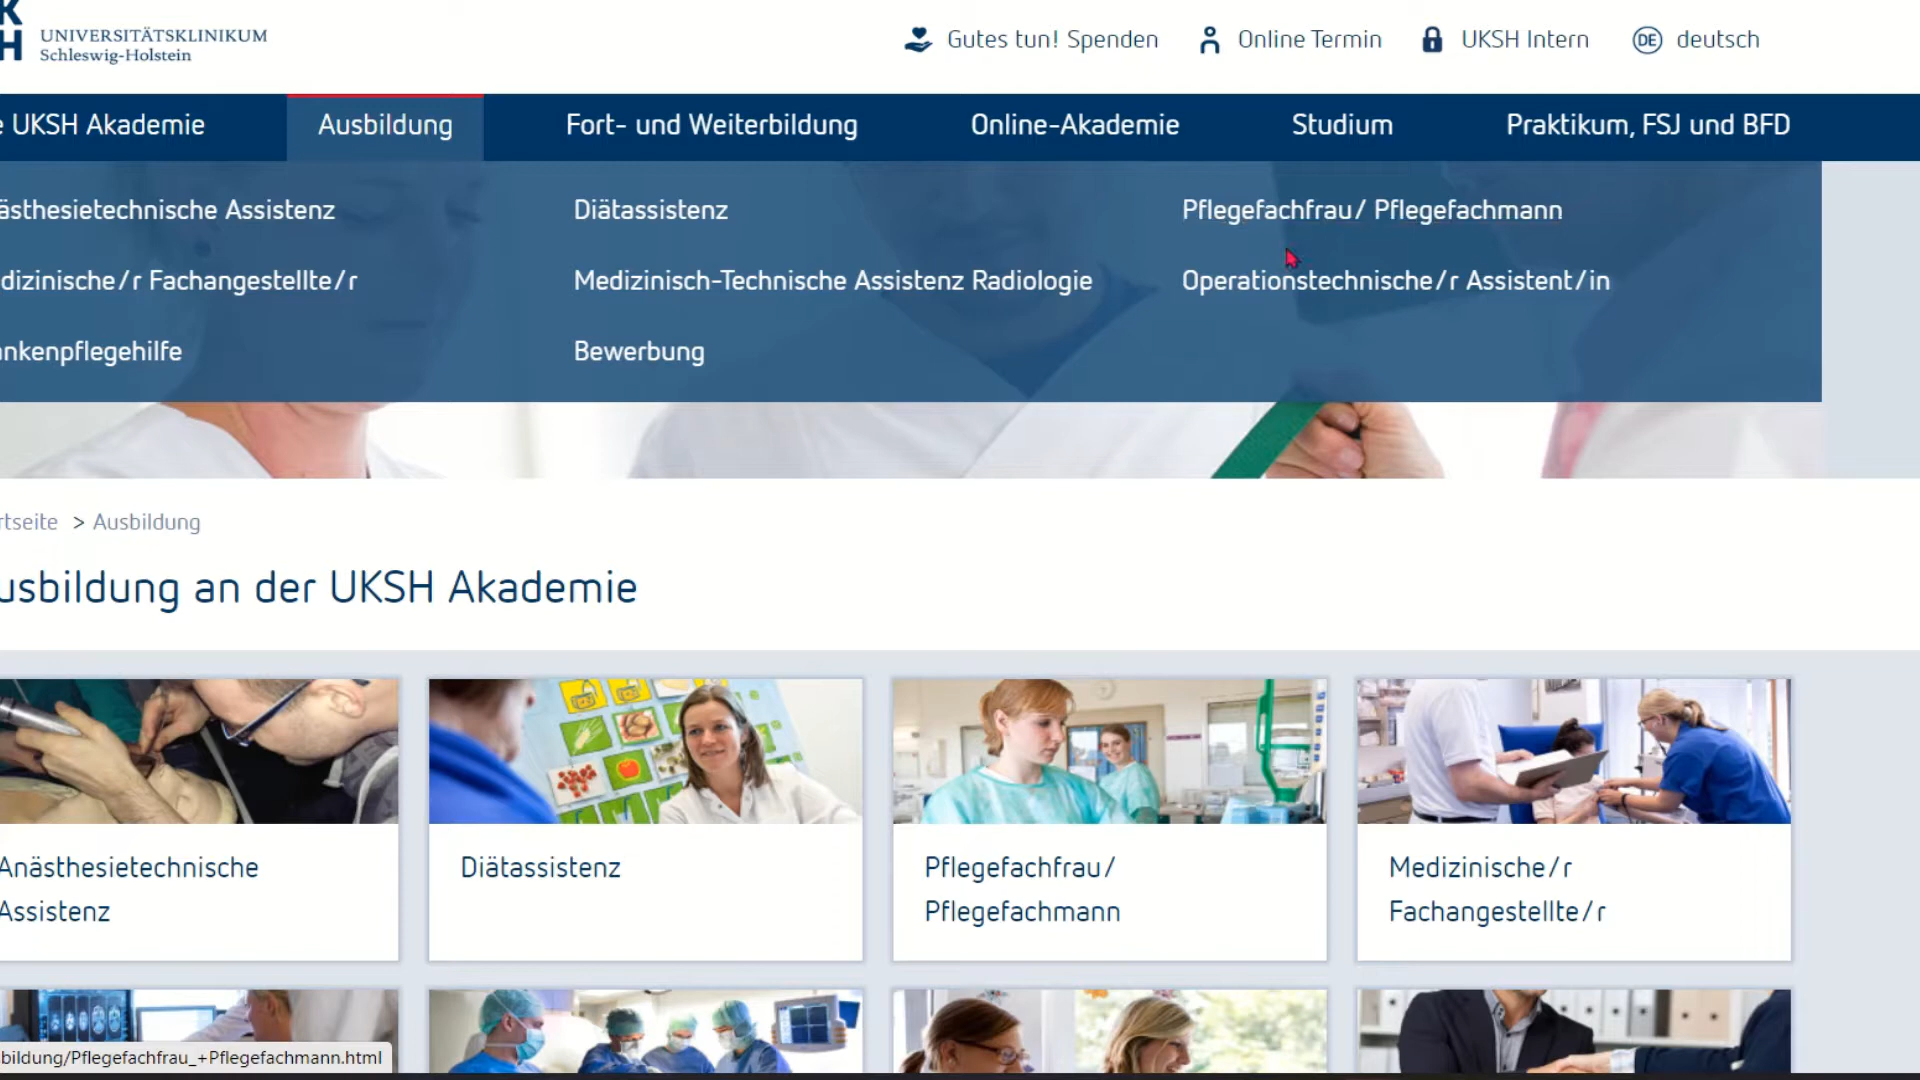 UNIVERSITÄTSKLINIKUM
Schleswig-Holstein
Gutes tun! Spenden
Online Termin
UKSH Intern
DE deutsch
e UKSH Akademie
Ausbildung
Fort- und Weiterbildung
Online-Akademie
Studium
Praktikum, FSJ und BFD
ästhesietechnische Assistenz
Diätassistenz
Pflegefachfrau/ Pflegefachmann
dizinische/r Fachangestellte/r
Medizinisch-Technische Assistenz Radiologie
Operationstechnische/r Assistent/in
ankenpflegehilfe
Bewerbung
rtseite > Ausbildung
usbildung an der UKSH Akademie
Anästhesietechnische
Assistenz
Diätassistenz
Pflegefachfrau/
Pflegefachmann
Medizinische/r
Fachangestellte/r
bildung/Pflegefachfrau_+Pflegefachmann.html